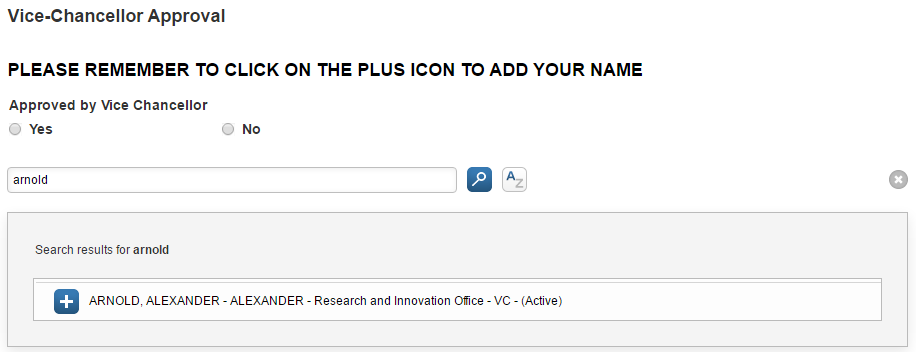 Vice-Chancellor Approval
PLEASE REMEMBER TO CLICK ON THE PLUS ICON TO ADD YOUR NAME
Approved by Vice Chancellor
Yes No
arnold AZ
Search results for arnold
ARNOLD, ALEXANDER - ALEXANDER - Research and Innovation Office - VC - (Active)